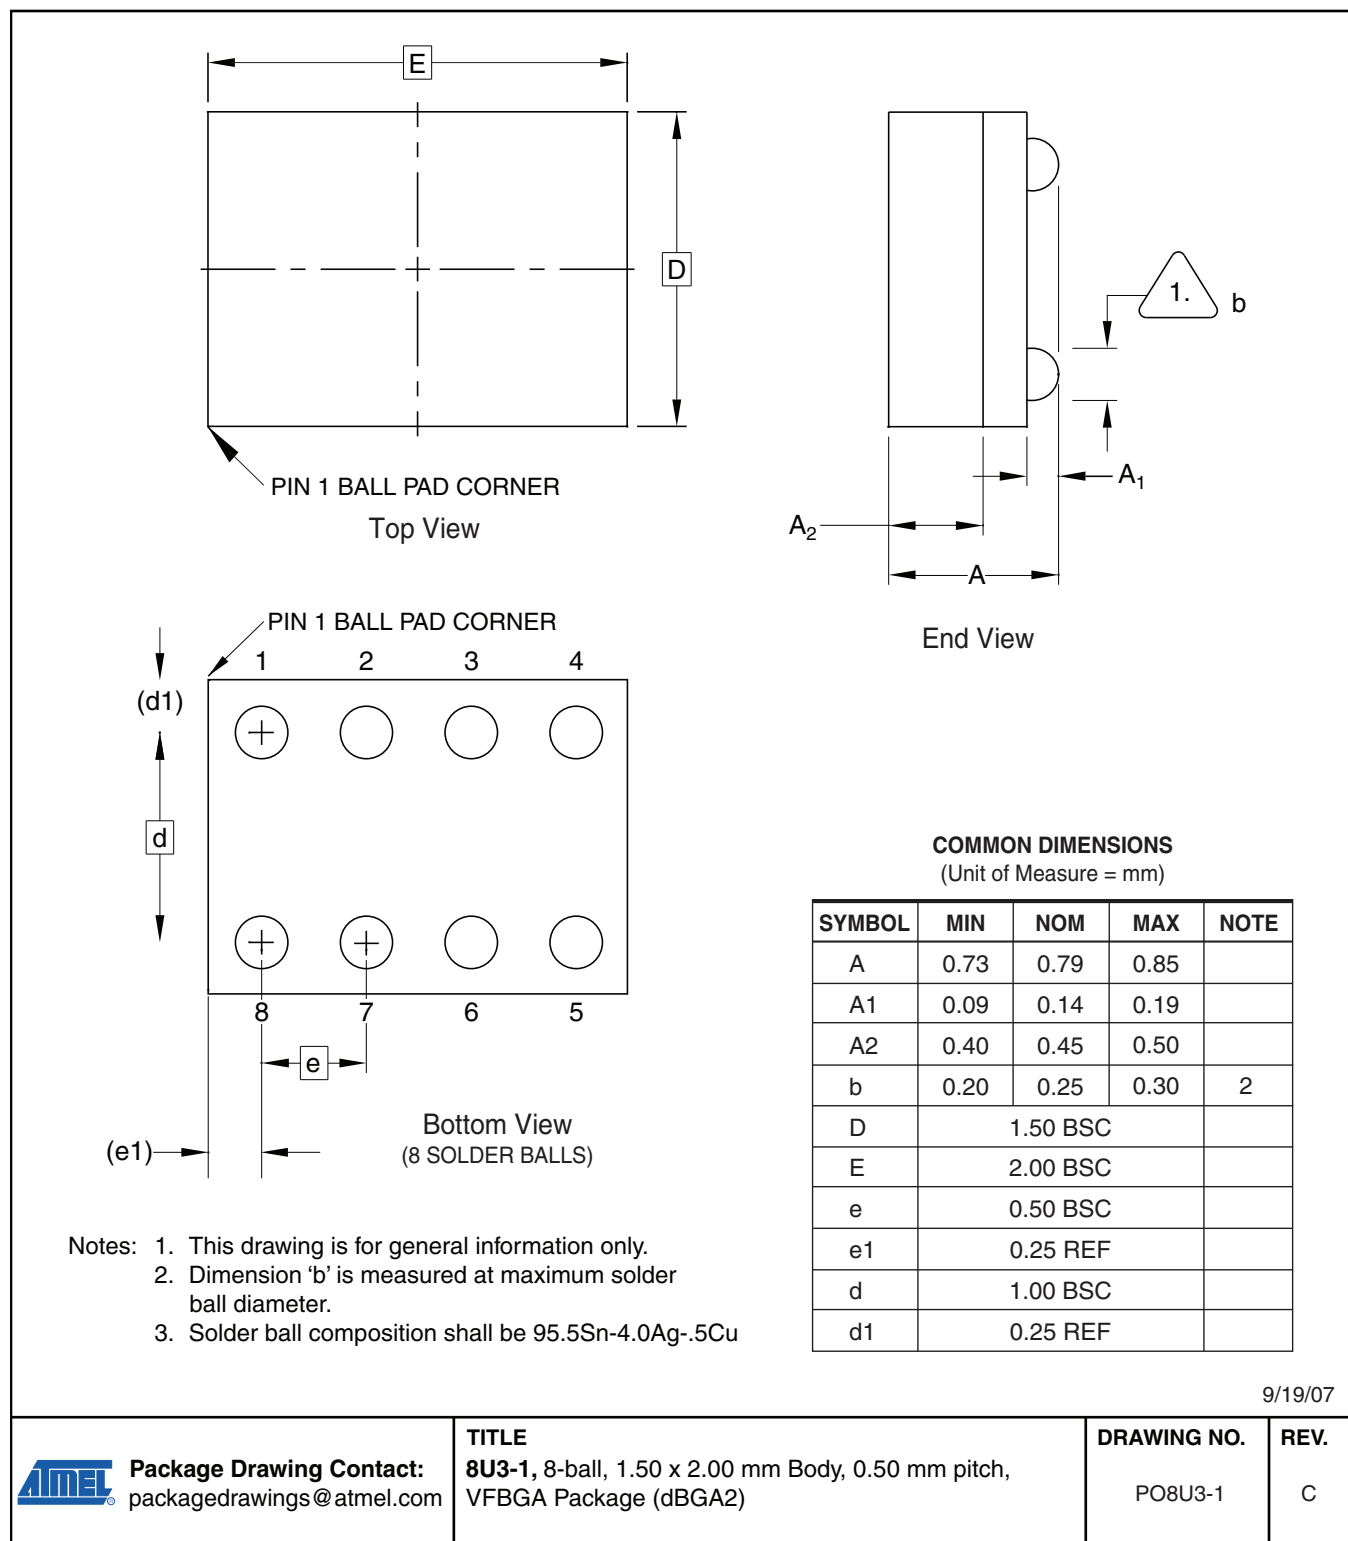 E
D
PIN 1 BALL PAD CORNER
Top View
1.
b
A1
A2
A
End View
PIN 1 BALL PAD CORNER
1 2 3 4
(d1)
d
8 7 6 5
e
(e1)
Bottom View
(8 SOLDER BALLS)
COMMON DIMENSIONS
(Unit of Measure = mm)
SYMBOL MIN NOM MAX NOTE
A 0.73 0.79 0.85
A1 0.09 0.14 0.19
A2 0.40 0.45 0.50
b 0.20 0.25 0.30 2
D 1.50 BSC
E 2.00 BSC
e 0.50 BSC
e1 0.25 REF
d 1.00 BSC
d1 0.25 REF
Notes: 1. This drawing is for general information only.
2. Dimension ‘b’ is measured at maximum solder
ball diameter.
3. Solder ball composition shall be 95.5Sn-4.0Ag-.5Cu
9/19/07
ATMEL ®
Package Drawing Contact:
packagedrawings@atmel.com
TITLE
8U3-1, 8-ball, 1.50 x 2.00 mm Body, 0.50 mm pitch,
VFBGA Package (dBGA2)
DRAWING NO.
PO8U3-1
REV.
C